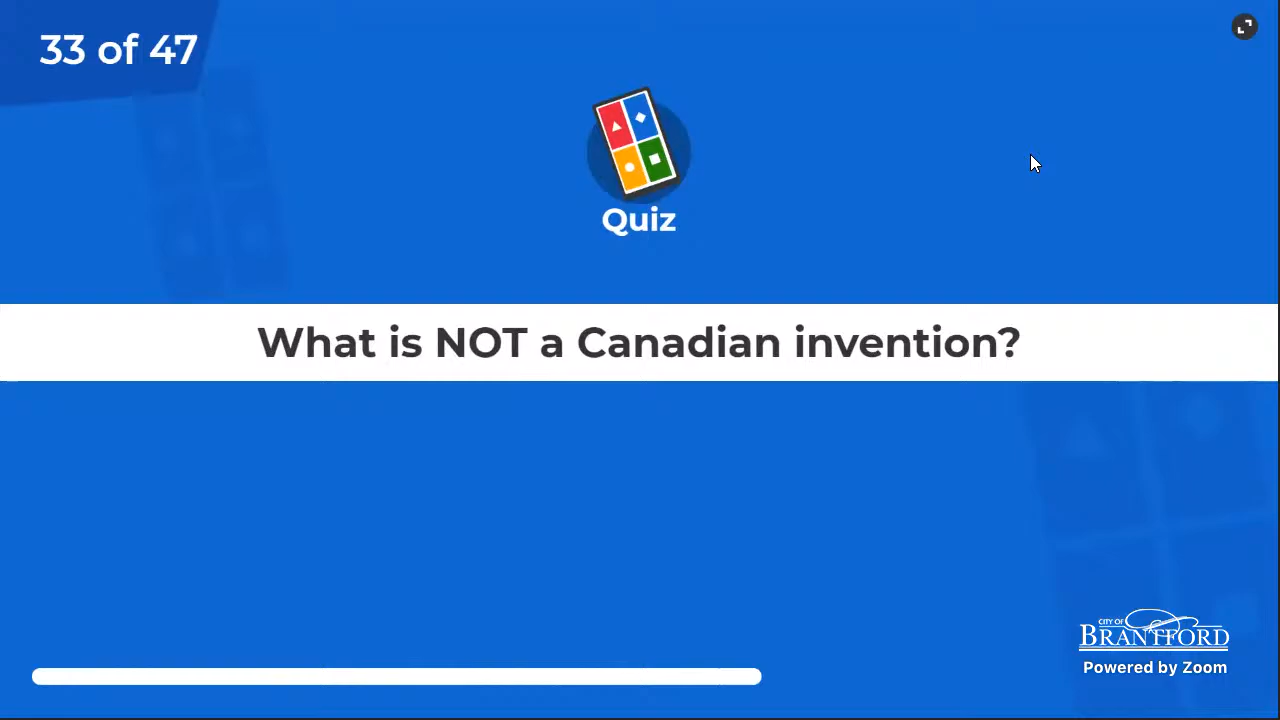 33 of 47
Quiz
What is NOT a Canadian invention?
CITY OF
BRANTFORD
Powered by Zoom